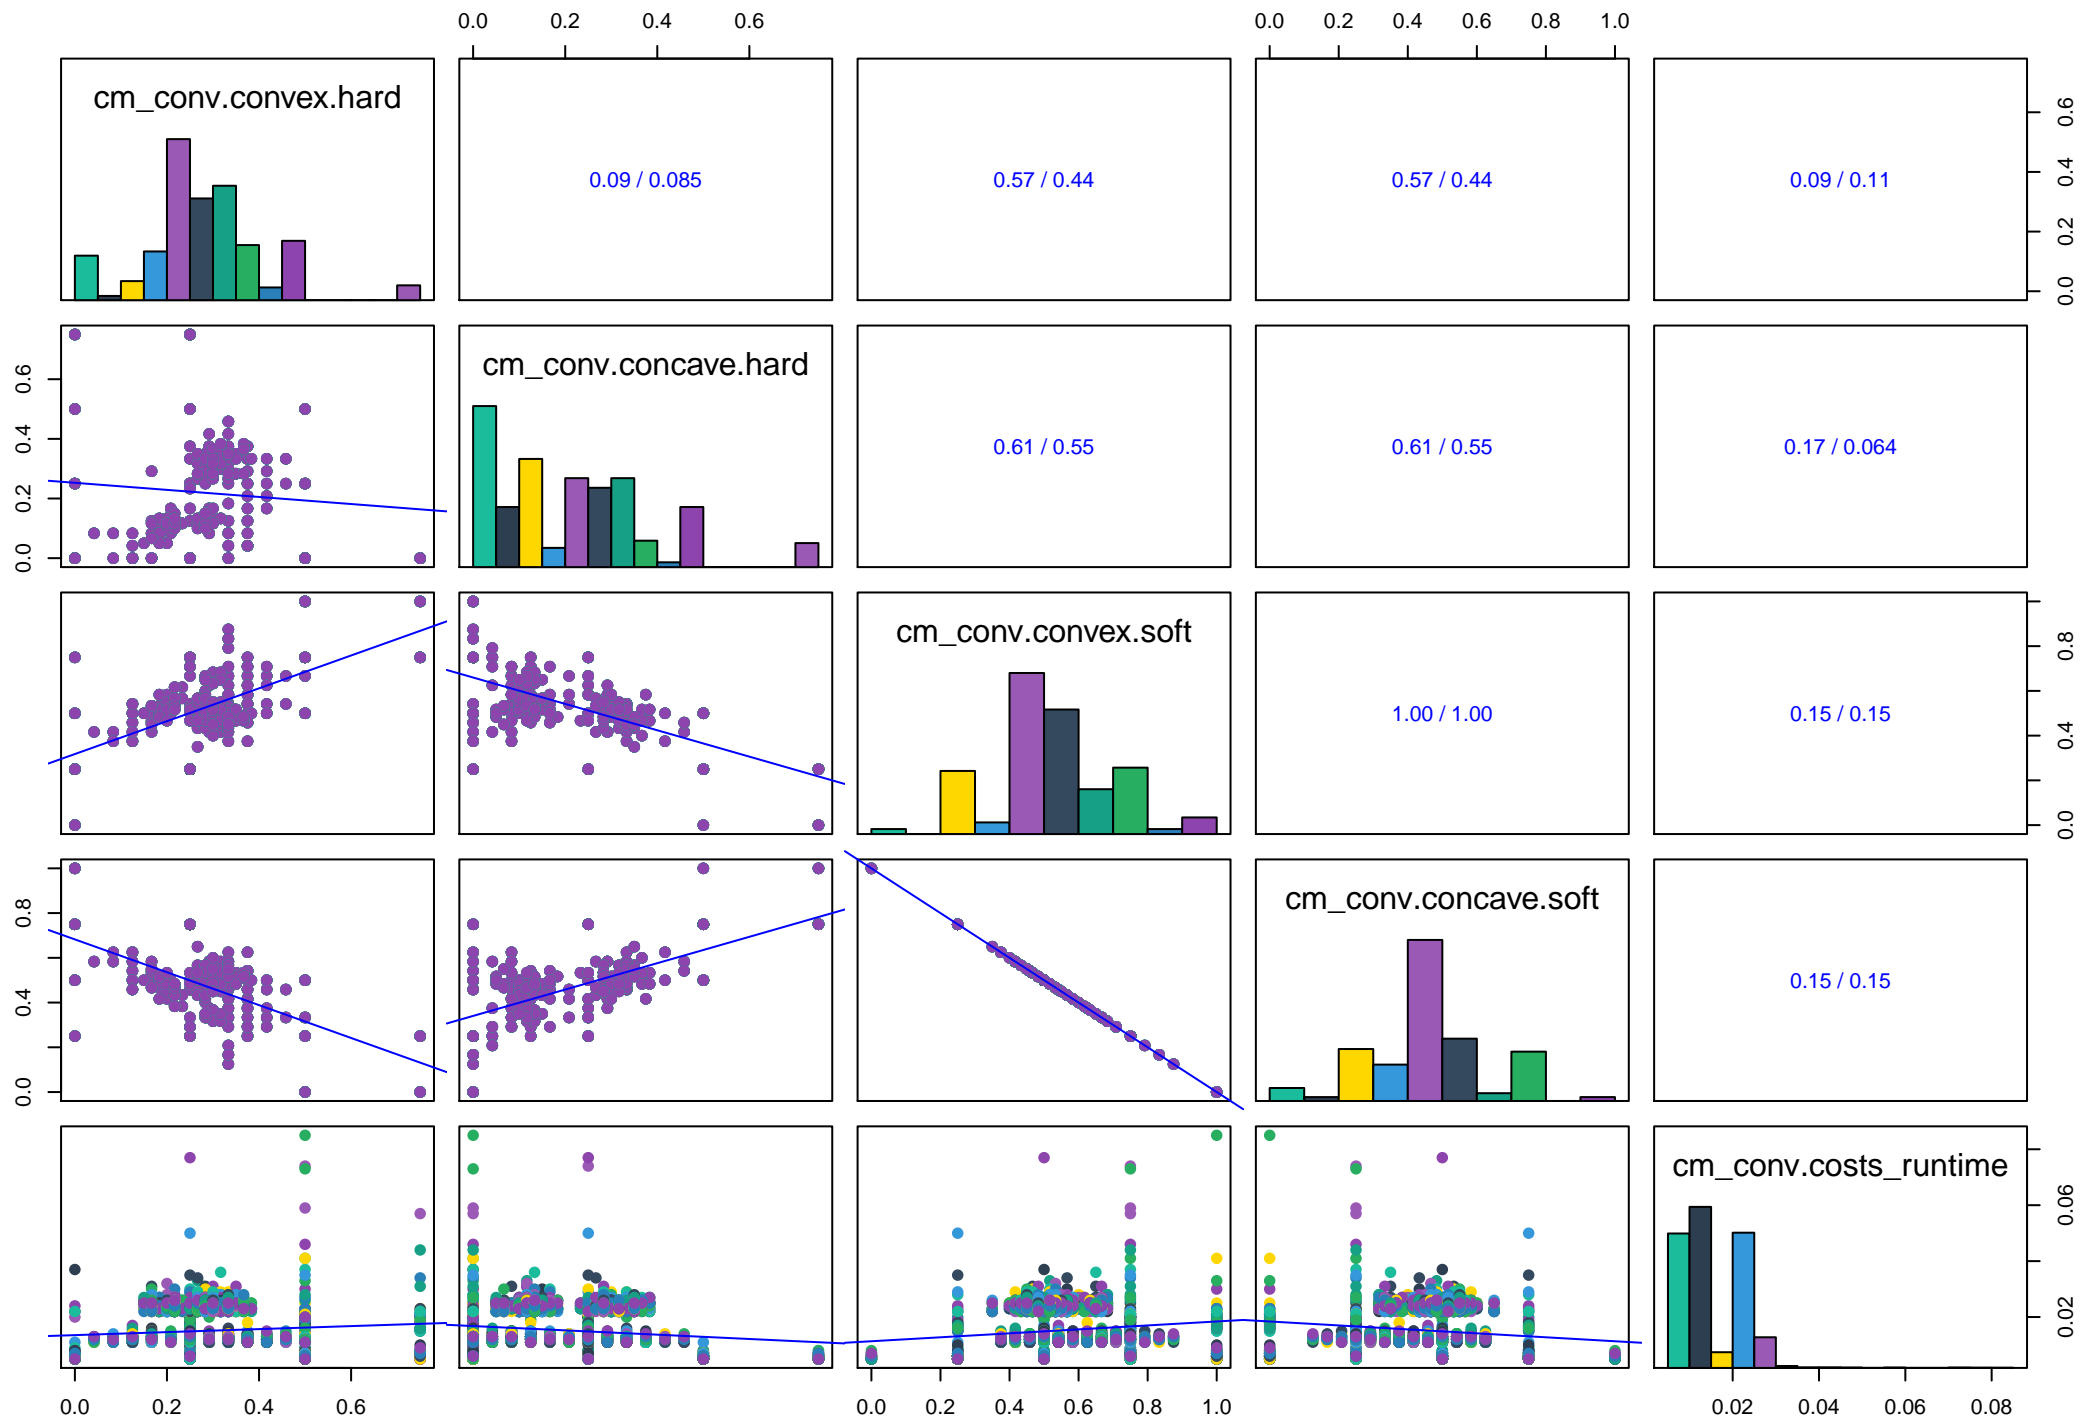 0.0 0.2 0.4 0.6 0.0 0.2 0.4 0.6 0.8 1.0
cm_conv.convex.hard
0.09 / 0.085
0.57 / 0.44
0.57 / 0.44
0.09 / 0.11
0.0 0.2 0.4 0.6
0.0 0.2 0.4 0.6
cm_conv.concave.hard
0.61 / 0.55
0.61 / 0.55
0.17 / 0.064
cm_conv.convex.soft
1.00 / 1.00
0.15 / 0.15
0.0 0.4 0.8
0.0 0.4 0.8
cm_conv.concave.soft
0.15 / 0.15
cm_conv.costs_runtime
0.02 0.06
0.0 0.2 0.4 0.6 0.0 0.2 0.4 0.6 0.8 1.0 0.02 0.04 0.06 0.08